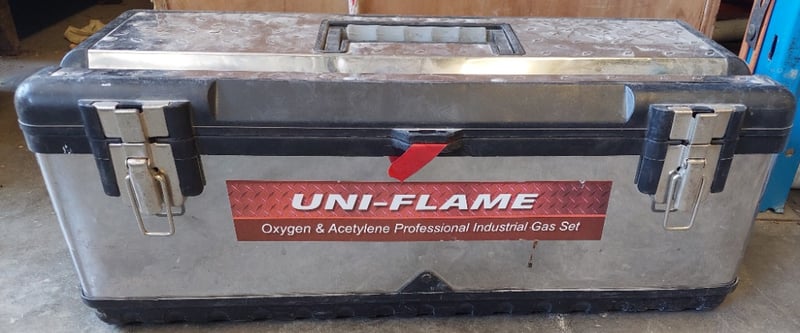 UNI-FLAME
Oxygen & Acetylene Professional Industrial Gas Set